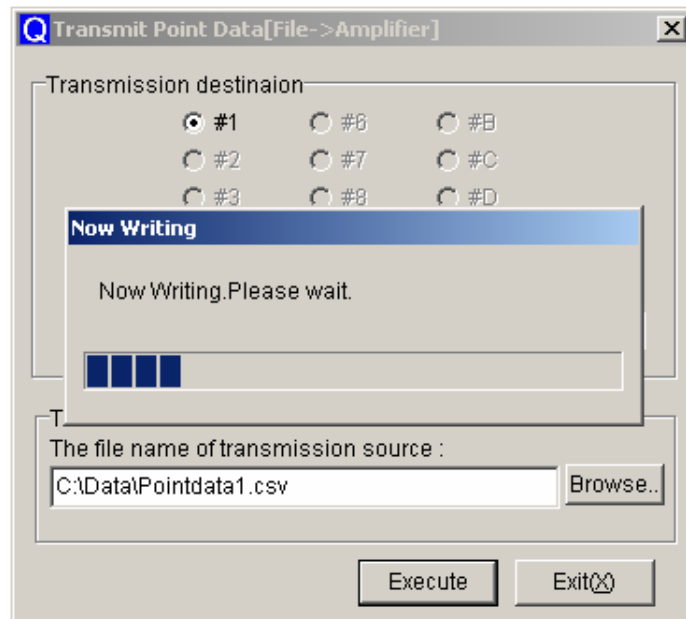 Q Transmit Point Data[File->Amplifier]
Transmission destinaion
#1 #6 #B
#2 #7 #C
#3 #8 #D
Now Writing
Now Writing.Please wait.
T
The file name of transmission source :
C:\Data\Pointdata1.csv Browse..
Execute Exit(X)